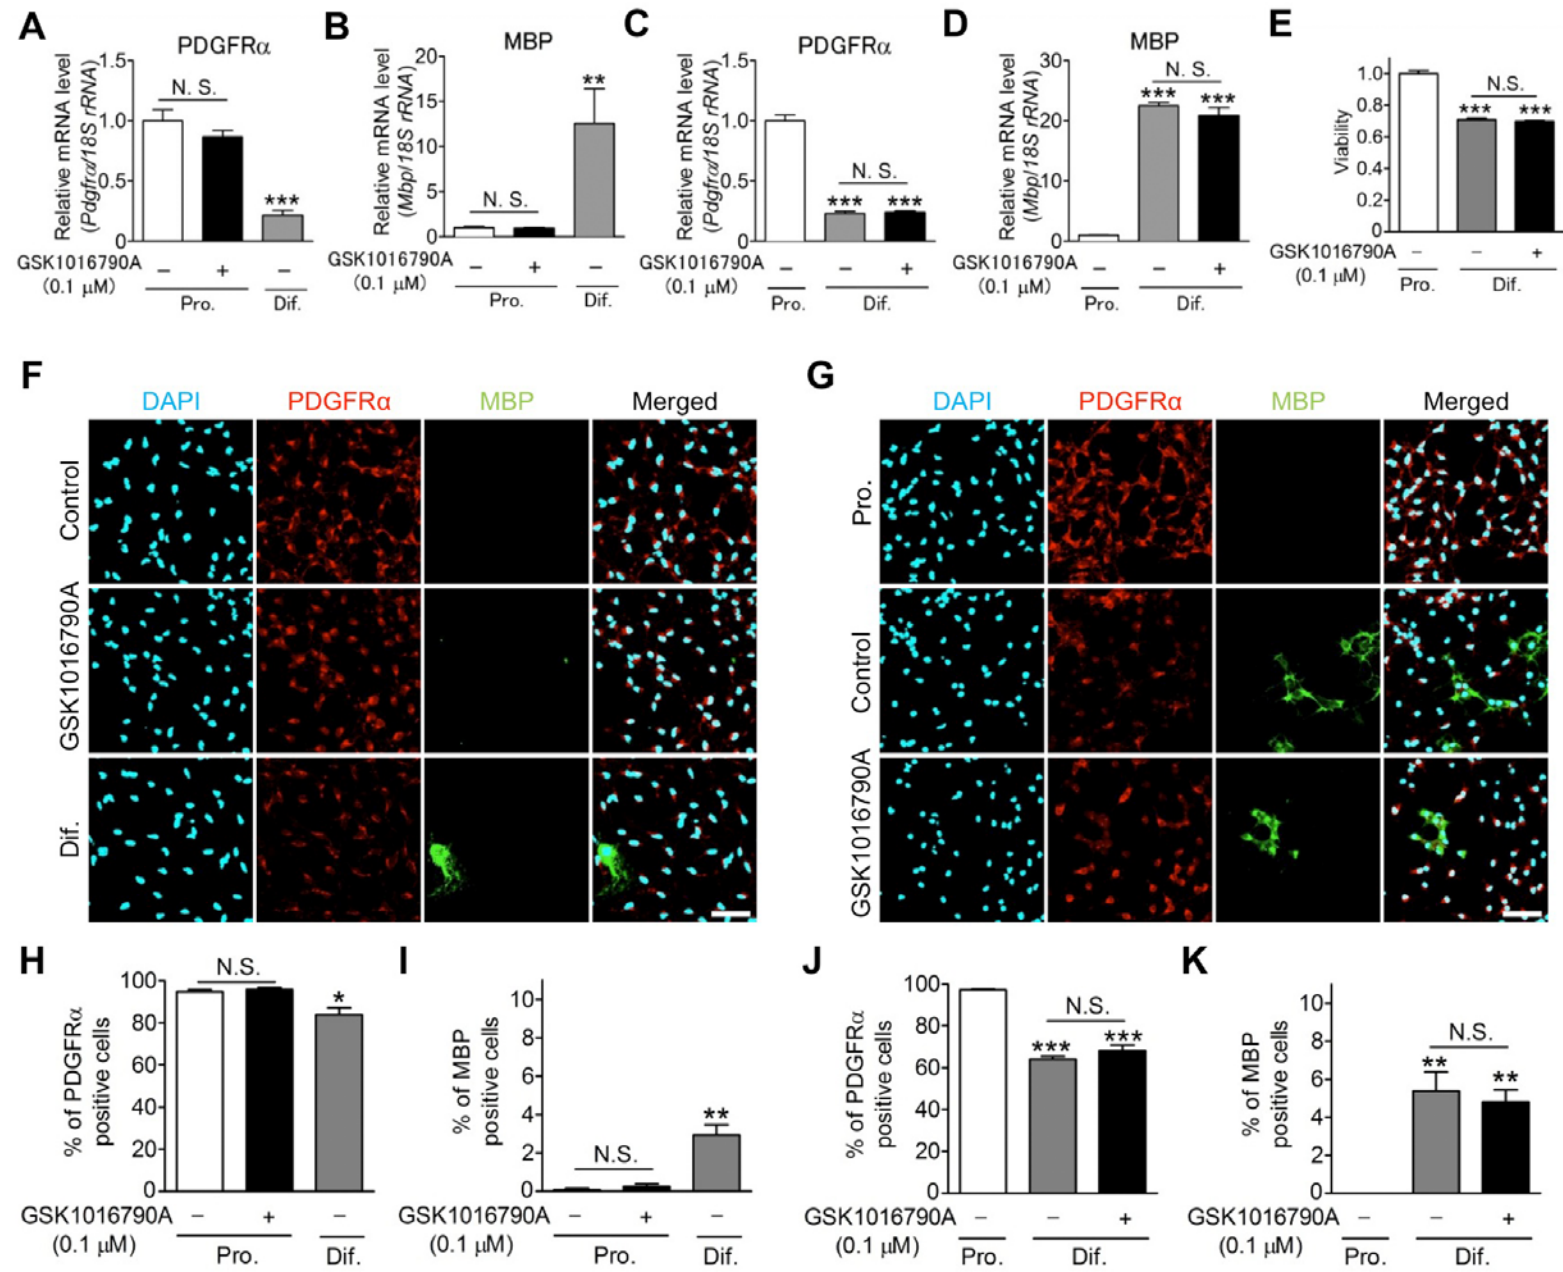 A
PDGFRα
Relative mRNA level
(Pdgfrα/18S rRNA)
1.5
1.0
0.5
0
N. S.
***
GSK1016790A
(0.1 μM)
− + −
Pro. Dif.
B
MBP
Relative mRNA level
(Mbp/18S rRNA)
20
15
10
5
0
N. S.
**
GSK1016790A
(0.1 μM)
− + −
Pro. Dif.
C
PDGFRα
Relative mRNA level
(Pdgfrα/18S rRNA)
1.5
1.0
0.5
0
N. S.
*** ***
GSK1016790A
(0.1 μM)
− − +
Pro. Dif.
D
MBP
Relative mRNA level
(Mbp/18S rRNA)
30
20
10
0
N. S.
*** ***
GSK1016790A
(0.1 μM)
− − +
Pro. Dif.
E
Viability
1.0
0.8
0.6
0.4
0.2
0
N.S.
*** ***
GSK1016790A
(0.1 μM)
− − +
Pro. Dif.
F
DAPI PDGFRα MBP Merged
Control
GSK1016790A
Dif.
G
DAPI PDGFRα MBP Merged
Pro.
Control
GSK1016790A
H
% of PDGFRα
positive cells
100
80
60
40
20
0
N.S.
*
GSK1016790A
(0.1 μM)
− + −
Pro. Dif.
I
% of MBP
positive cells
10
8
6
4
2
0
N.S.
**
GSK1016790A
(0.1 μM)
− + −
Pro. Dif.
J
% of PDGFRα
positive cells
100
80
60
40
20
0
N.S.
*** ***
GSK1016790A
(0.1 μM)
− − +
Pro. Dif.
K
% of MBP
positive cells
10
8
6
4
2
0
N.S.
** **
GSK1016790A
(0.1 μM)
− − +
Pro. Dif.